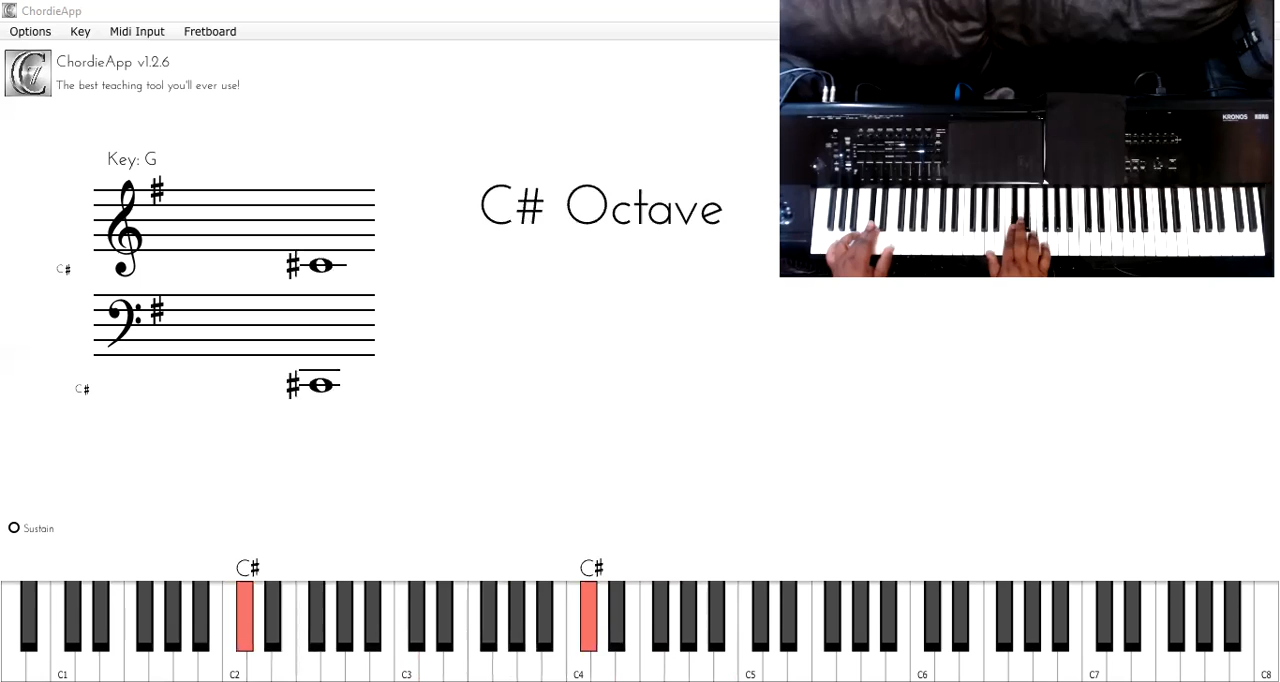 ChordieApp
Options Key Midi Input Fretboard
ChordieApp v1.2.6
The best teaching tool you'll ever use!
Key: G
C# Octave
KRONOS KORG
C#
C#
Sustain
C# C#
C1 C2 C3 C4 C5 C6 C7 C8